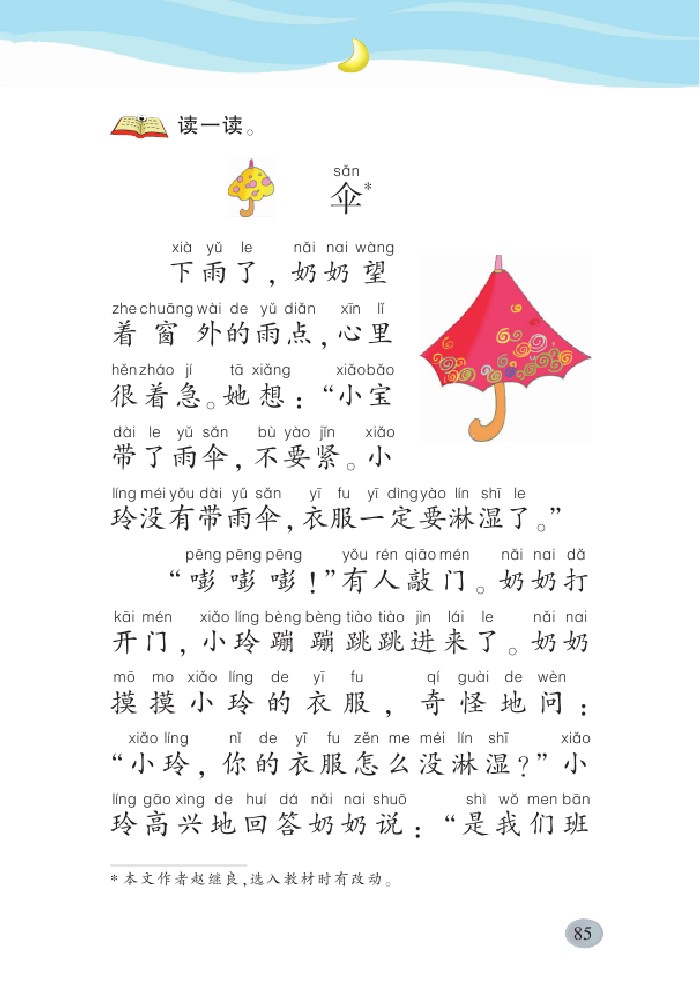 读一读。
sǎn
伞*
xià yǔ le nǎi nai wàng
下雨了，奶奶望
zhe chuāng wài de yǔ diǎn xīn lǐ
着窗外的雨点，心里
hěn zháo jí tā xiǎng xiǎo bǎo
很着急。她想：“小宝
dài le yǔ sǎn bù yào jǐn xiǎo
带了雨伞，不要紧。小
líng méi yǒu dài yǔ sǎn yī fu yī dìng yào lín shī le
玲没有带雨伞，衣服一定要淋湿了。”
pēng pēng pēng yǒu rén qiāo mén nǎi nai dǎ
“嘭嘭嘭！”有人敲门。奶奶打
kāi mén xiǎo líng bèng bèng tiào tiào jìn lái le nǎi nai
开门，小玲蹦蹦跳跳进来了。奶奶
mō mo xiǎo líng de yī fu qí guài de wèn
摸摸小玲的衣服，奇怪地问：
xiǎo líng nǐ de yī fu zěn me méi lín shī xiǎo
“小玲，你的衣服怎么没淋湿？”小
líng gāo xìng de huí dá nǎi nai shuō shì wǒ men bān
玲高兴地回答奶奶说：“是我们班
* 本文作者赵继良，选入教材时有改动。
85